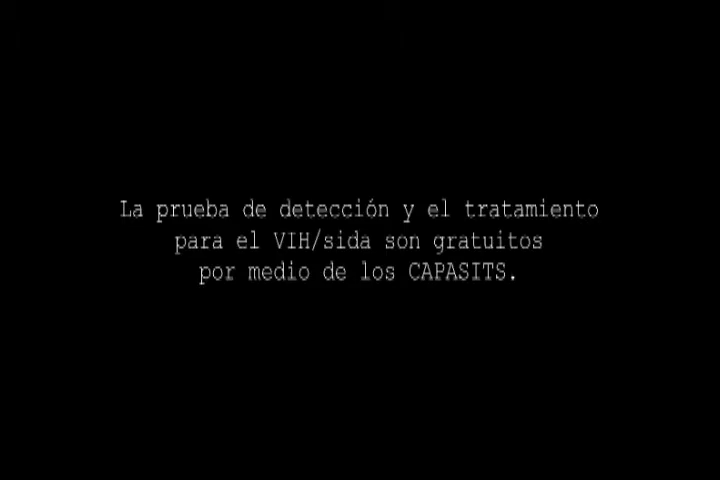 La prueba de detección y el tratamiento
para el VIH/sida son gratuitos
por medio de los CAPASITS.